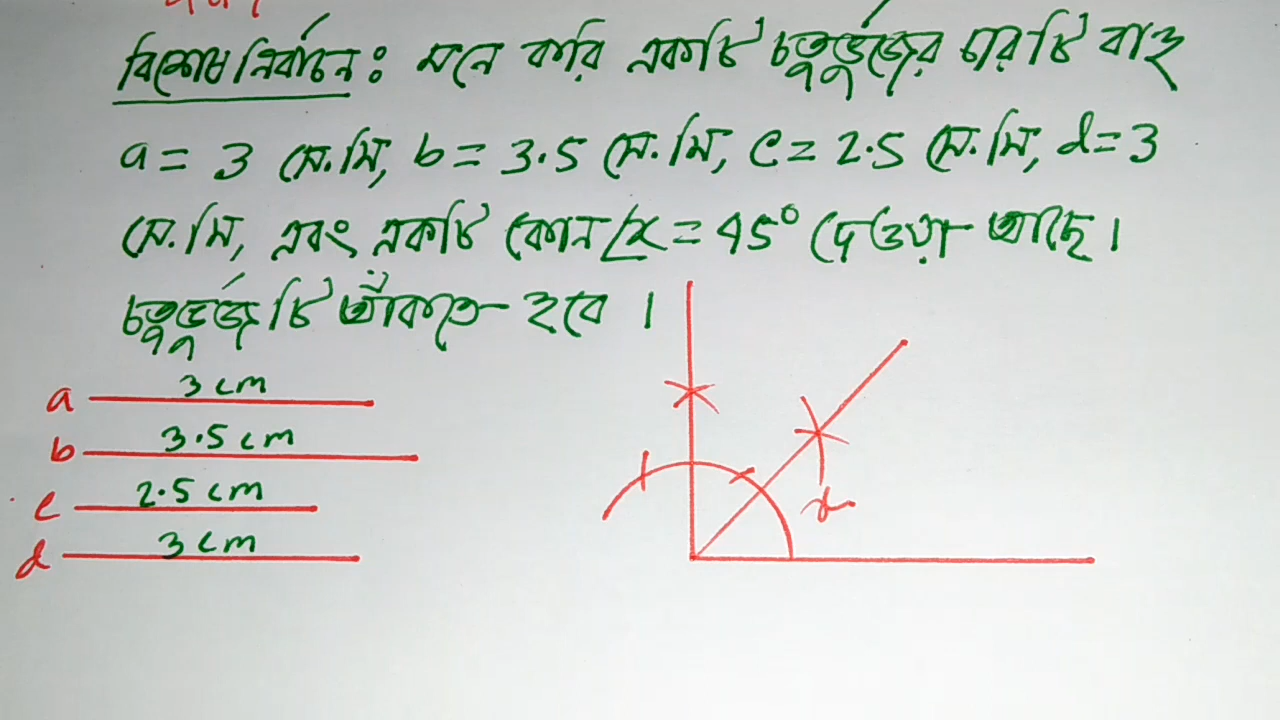 বিশেষ নির্বচন: মনে করি একটি চতুর্ভুজের চারটি বাহু
a = 3 সে.মি, b = 3.5 সে.মি, c = 2.5 সে.মি, d = 3
সে.মি, এবং একটি কোন ∠x = 45° দেওয়া আছে।
চতুর্ভুজটি আঁকতে হবে।
a 3 cm
b 3.5 cm
c 2.5 cm
d 3 cm
x